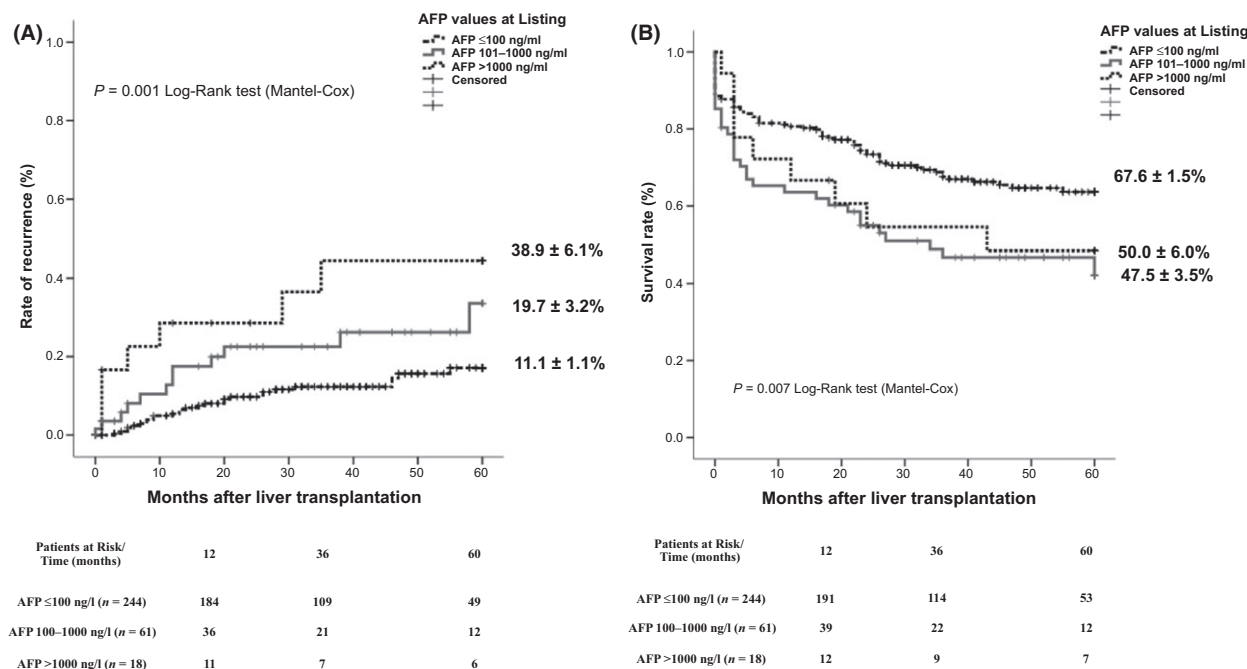 (A)
AFP values at Listing
AFP ≤100 ng/ml
AFP 101–1000 ng/ml
AFP >1000 ng/ml
Censored
P = 0.001 Log-Rank test (Mantel-Cox)
Rate of recurrence (%)
1.0
0.8
0.6
0.4
0.2
0.0
38.9 ± 6.1%
19.7 ± 3.2%
11.1 ± 1.1%
0 10 20 30 40 50 60
Months after liver transplantation
Patients at Risk/
Time (months) 12 36 60
AFP ≤100 ng/l (n = 244) 184 109 49
AFP 100–1000 ng/l (n = 61) 36 21 12
AFP >1000 ng/l (n = 18) 11 7 6
(B)
AFP values at Listing
AFP ≤100 ng/ml
AFP 101–1000 ng/ml
AFP >1000 ng/ml
Censored
Survival rate (%)
1.0
0.8
0.6
0.4
0.2
0.0
67.6 ± 1.5%
50.0 ± 6.0%
47.5 ± 3.5%
P = 0.007 Log-Rank test (Mantel-Cox)
0 10 20 30 40 50 60
Months after liver transplantation
Patients at Risk/
Time (months) 12 36 60
AFP ≤100 ng/l (n = 244) 191 114 53
AFP 100–1000 ng/l (n = 61) 39 22 12
AFP >1000 ng/l (n = 18) 12 9 7